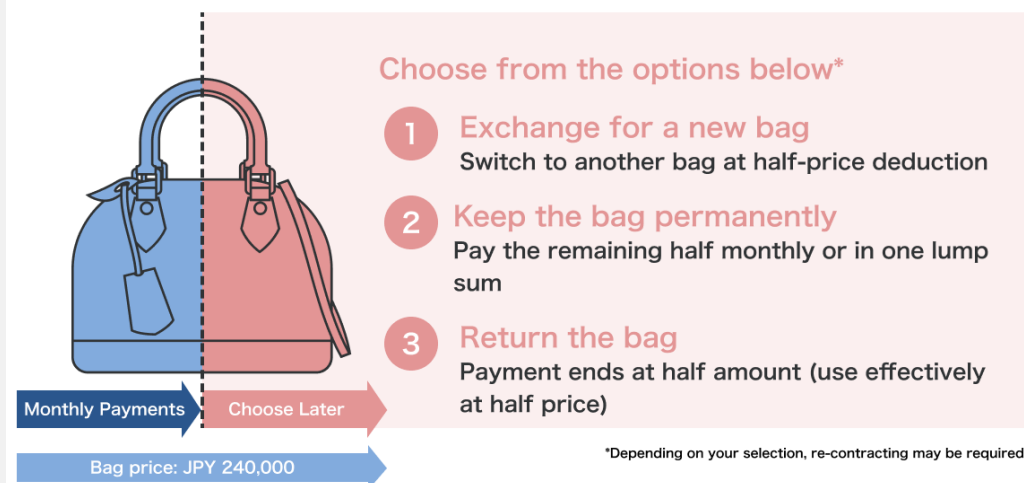 Choose from the options below*
1
Exchange for a new bag
Switch to another bag at half-price deduction
2
Keep the bag permanently
Pay the remaining half monthly or in one lump
sum
3
Return the bag
Payment ends at half amount (use effectively
at half price)
Monthly Payments
Choose Later
Bag price: JPY 240,000
*Depending on your selection, re-contracting may be required